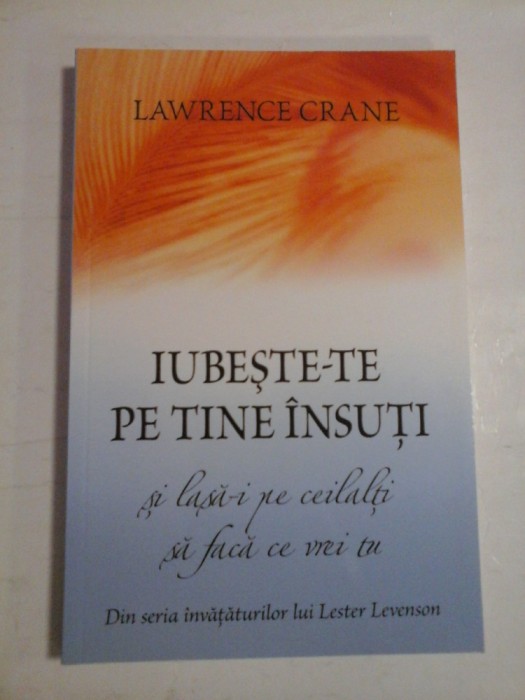 LAWRENCE CRANE
IUBEȘTE-TE
PE TINE ÎNSUȚI
și lasă-i pe ceilalți
să facă ce vrei tu
Din seria învățăturilor lui Lester Levenson